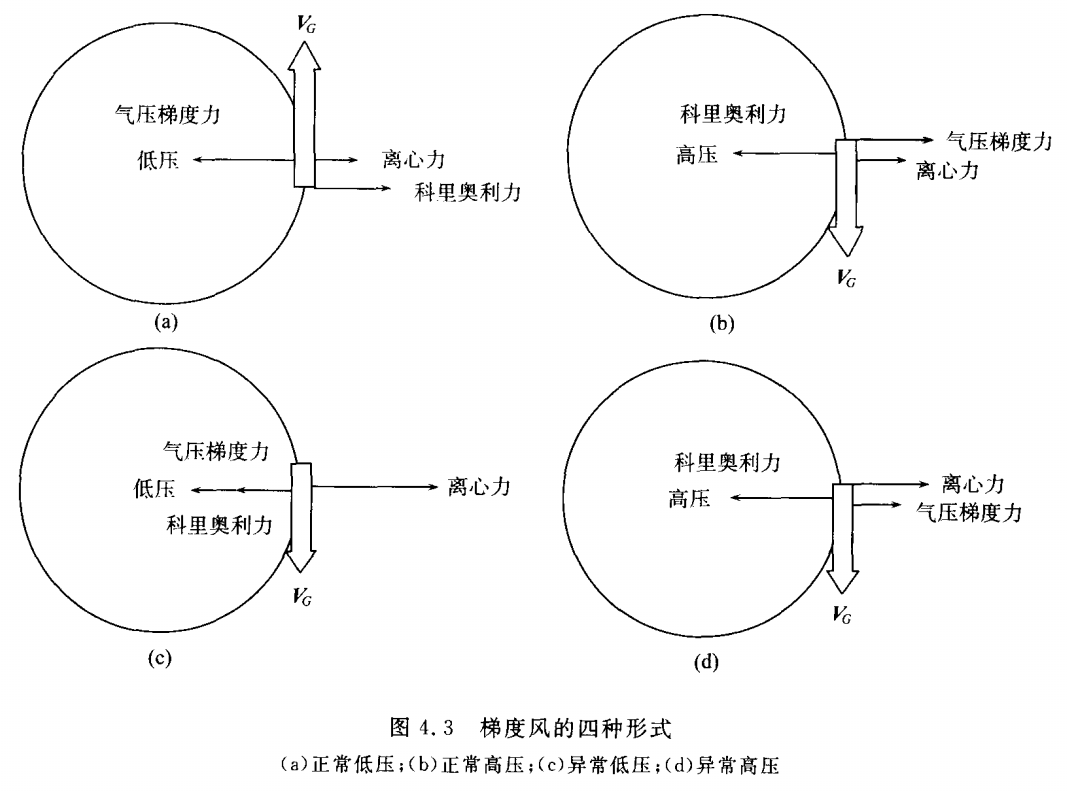 V_G
气压梯度力
低压
离心力
科里奥利力
(a)
科里奥利力
高压
气压梯度力
离心力
V_G
(b)
气压梯度力
低压
科里奥利力
离心力
V_G
(c)
科里奥利力
高压
离心力
气压梯度力
V_G
(d)
图 4.3 梯度风的四种形式
(a)正常低压;(b)正常高压;(c)异常低压;(d)异常高压